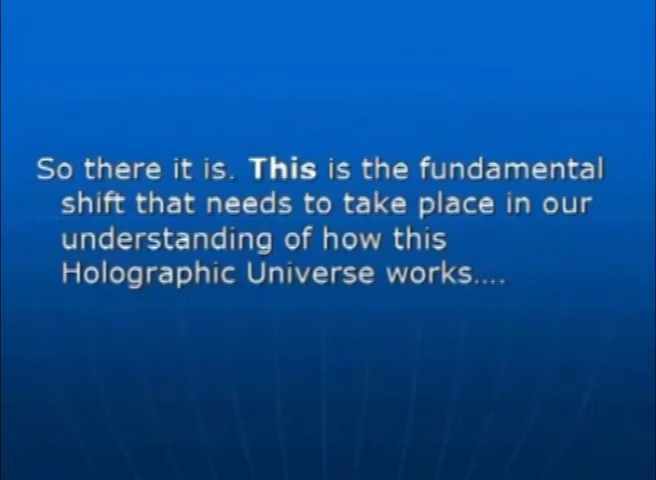 So there it is. This is the fundamental
shift that needs to take place in our
understanding of how this
Holographic Universe works....